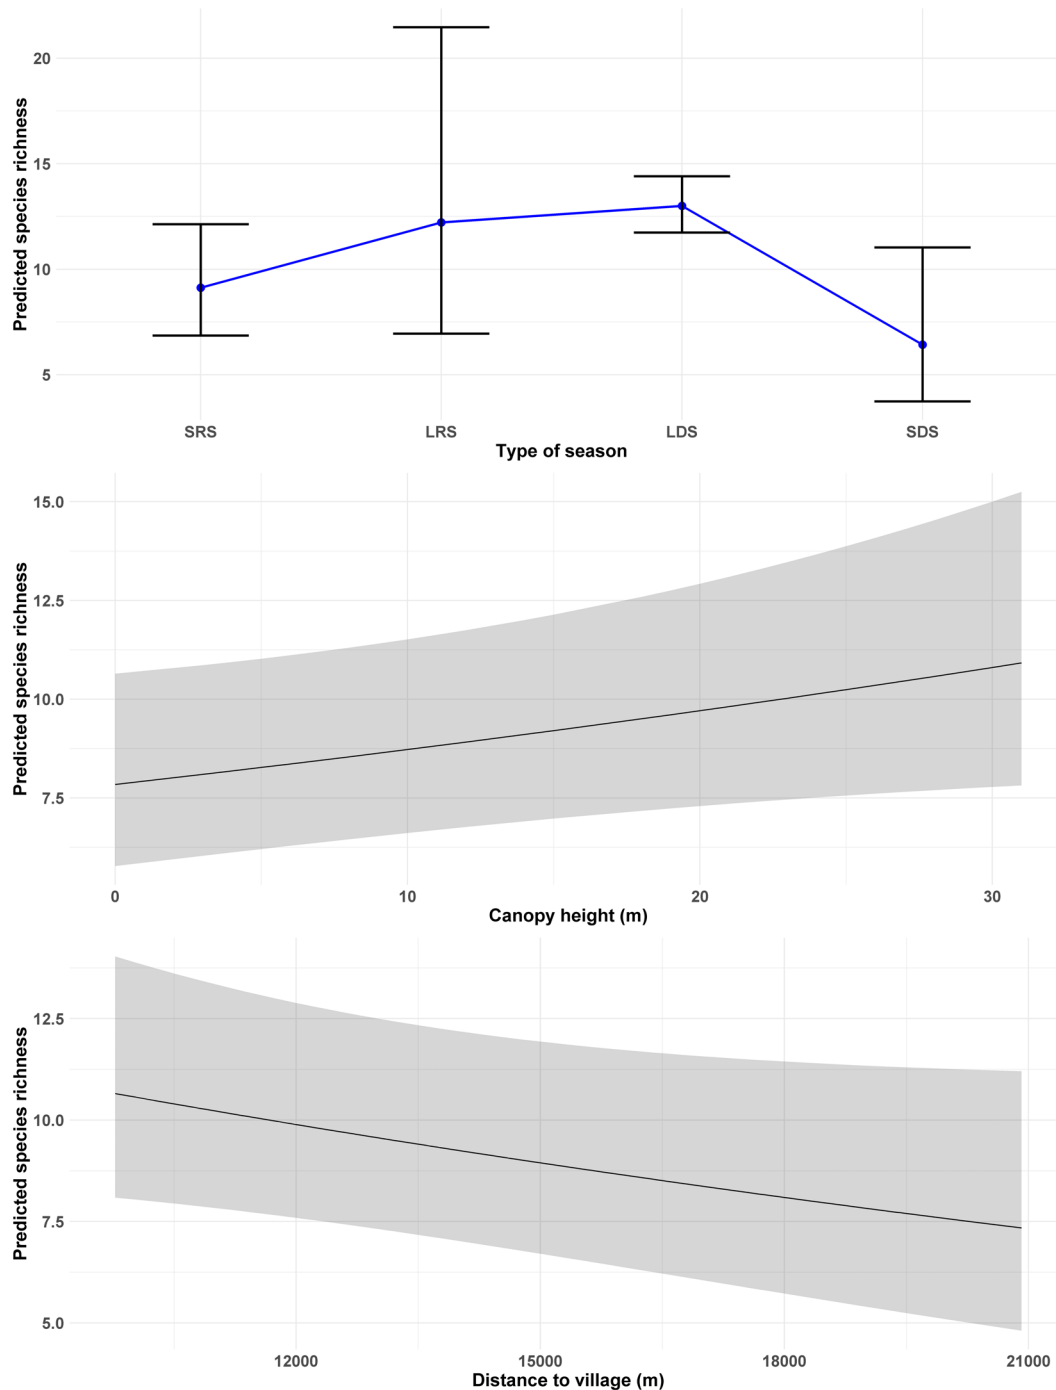 Predicted species richness
20
15
10
5
SRS LRS LDS SDS
Type of season
Predicted species richness
15.0
12.5
10.0
7.5
0 10 20 30
Canopy height (m)
Predicted species richness
12.5
10.0
7.5
5.0
12000 15000 18000 21000
Distance to village (m)